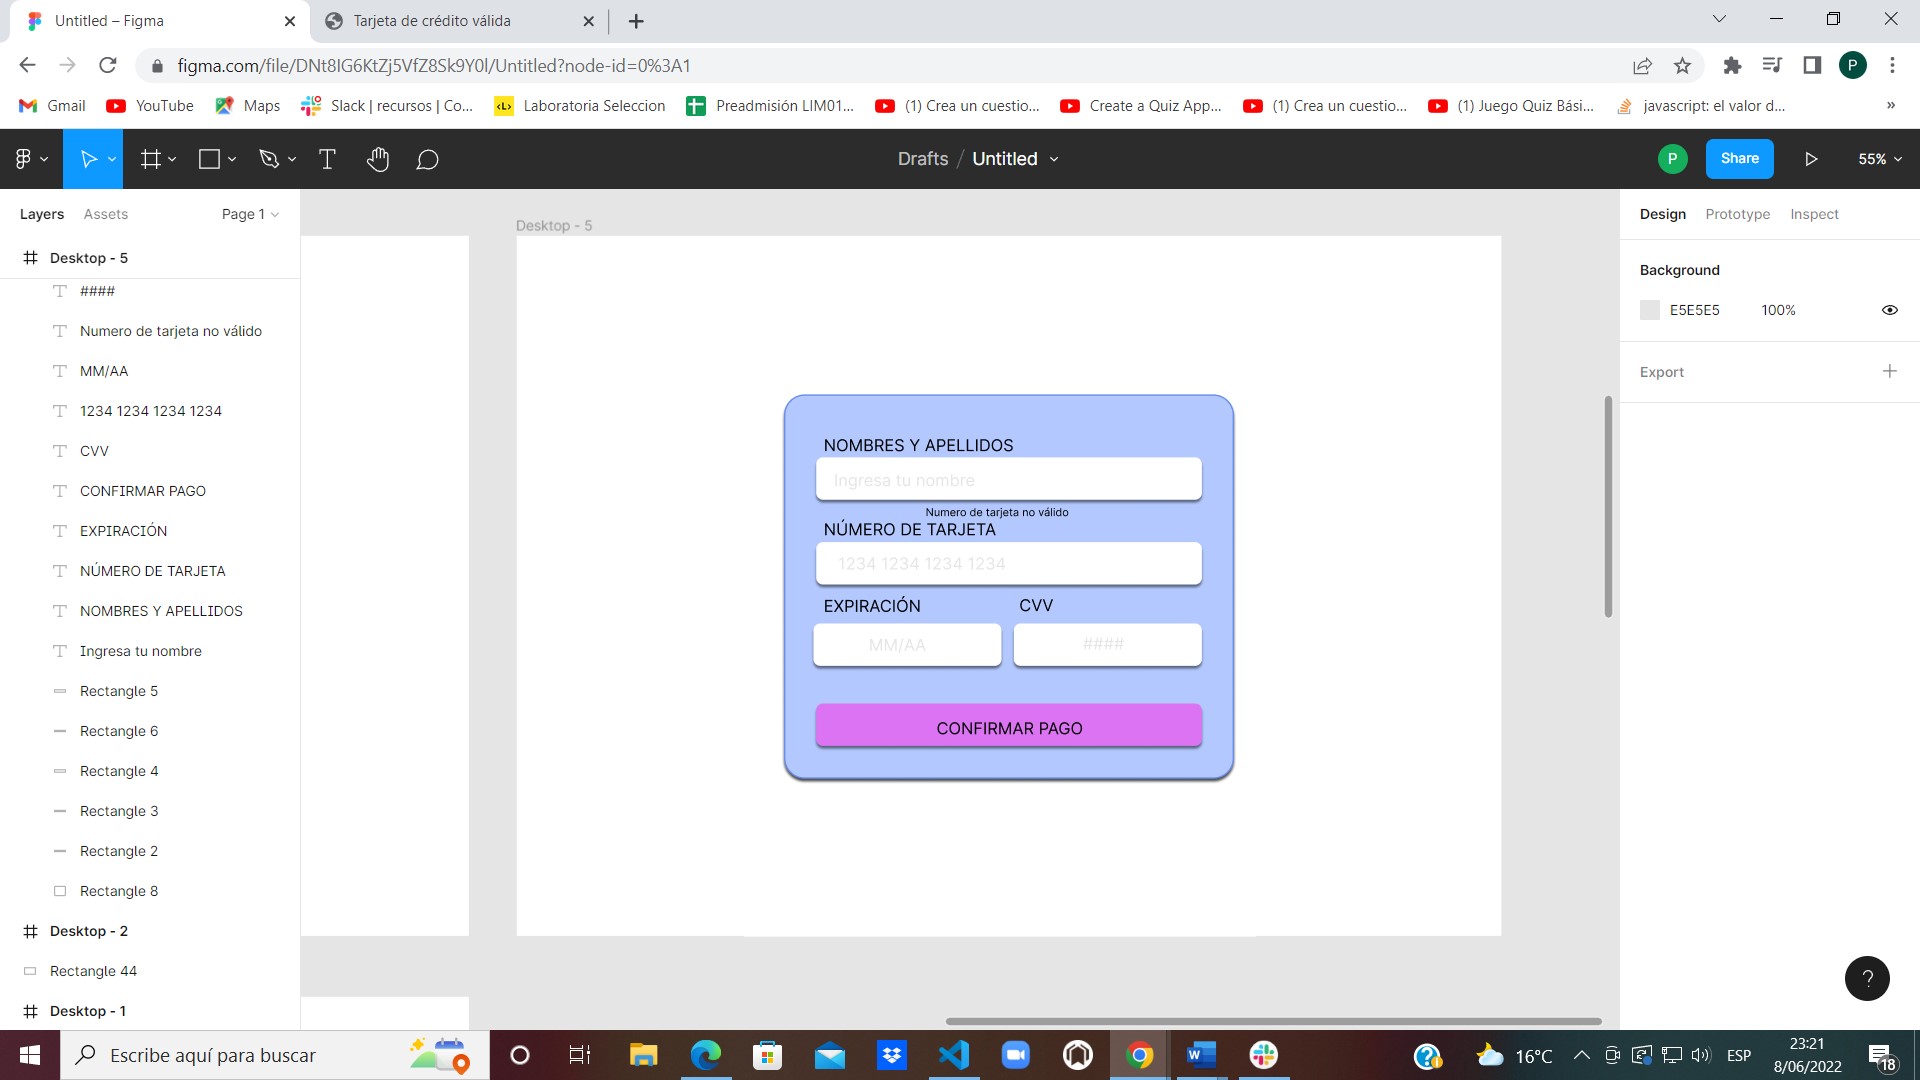 Untitled – Figma
Tarjeta de crédito válida
figma.com/file/DNt8IG6KtZj5VfZ8Sk9Y0l/Untitled?node-id=0%3A1
P
Gmail
YouTube
Maps
Slack | recursos | Co...
Laboratoria Seleccion
Preadmisión LIM01...
(1) Crea un cuestio...
Create a Quiz App...
(1) Crea un cuestio...
(1) Juego Quiz Bási...
javascript: el valor d...
»
Drafts / Untitled
P
Share
55%
Layers
Assets
Page 1
Desktop - 5
####
Numero de tarjeta no válido
MM/AA
1234 1234 1234 1234
CVV
CONFIRMAR PAGO
EXPIRACIÓN
NÚMERO DE TARJETA
NOMBRES Y APELLIDOS
Ingresa tu nombre
Rectangle 5
Rectangle 6
Rectangle 4
Rectangle 3
Rectangle 2
Rectangle 8
Desktop - 2
Rectangle 44
Desktop - 1
Desktop - 5
NOMBRES Y APELLIDOS
Ingresa tu nombre
Numero de tarjeta no válido
NÚMERO DE TARJETA
1234 1234 1234 1234
EXPIRACIÓN
CVV
MM/AA
####
CONFIRMAR PAGO
Design
Prototype
Inspect
Background
E5E5E5
100%
Export
?
Escribe aquí para buscar
16°C
ESP
23:21
8/06/2022
18